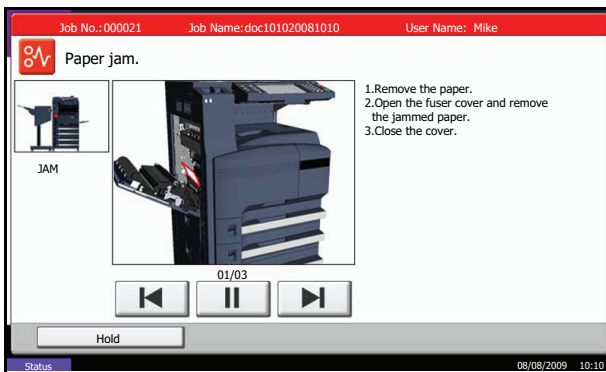 Job No.: 000021 Job Name: doc101020081010 User Name: Mike
Paper jam.
JAM
1.Remove the paper.
2.Open the fuser cover and remove
the jammed paper.
3.Close the cover.
01/03
Hold
Status 08/08/2009 10:10